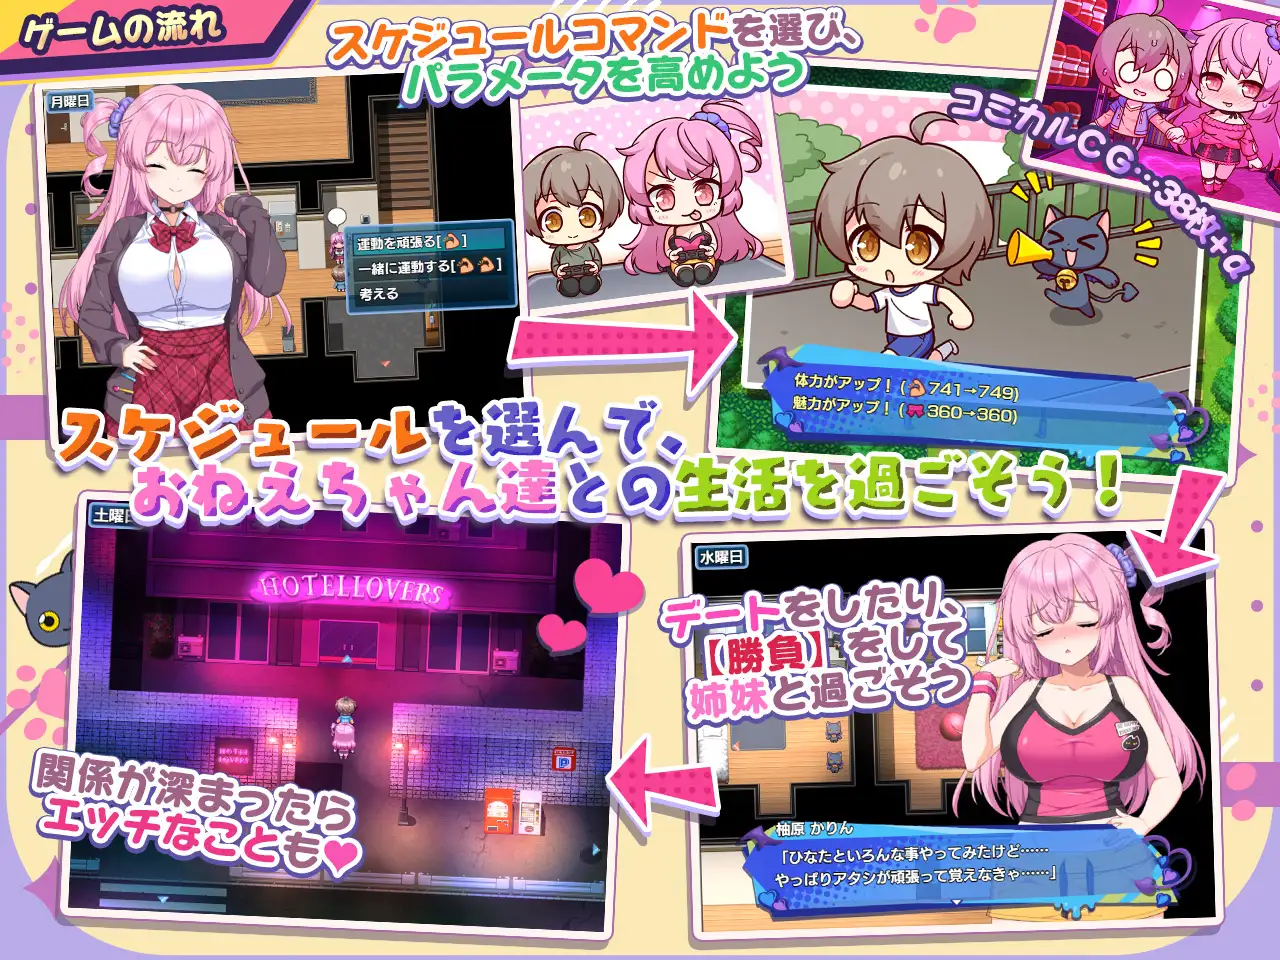 ゲームの流れ
スケジュールコマンドを選び、
パラメータを高めよう
コミカルCG…38枚+α
月曜日
運動を頑張る[💪]
一緒に運動する[💪💪]
考える
体力がアップ！(💪741→749)
魅力がアップ！(🎀360→360)
スケジュールを選んで、
おねえちゃん達との生活を過ごそう！
土曜日
HOTELLOVERS
P
関係が深まったら
エッチなことも♥
水曜日
デートをしたり、
【勝負】をして
姉妹と過ごそう
柚原 かりん
「ひなたといろんな事やってみたけど……
やっぱりアタシが頑張って覚えなきゃ……」